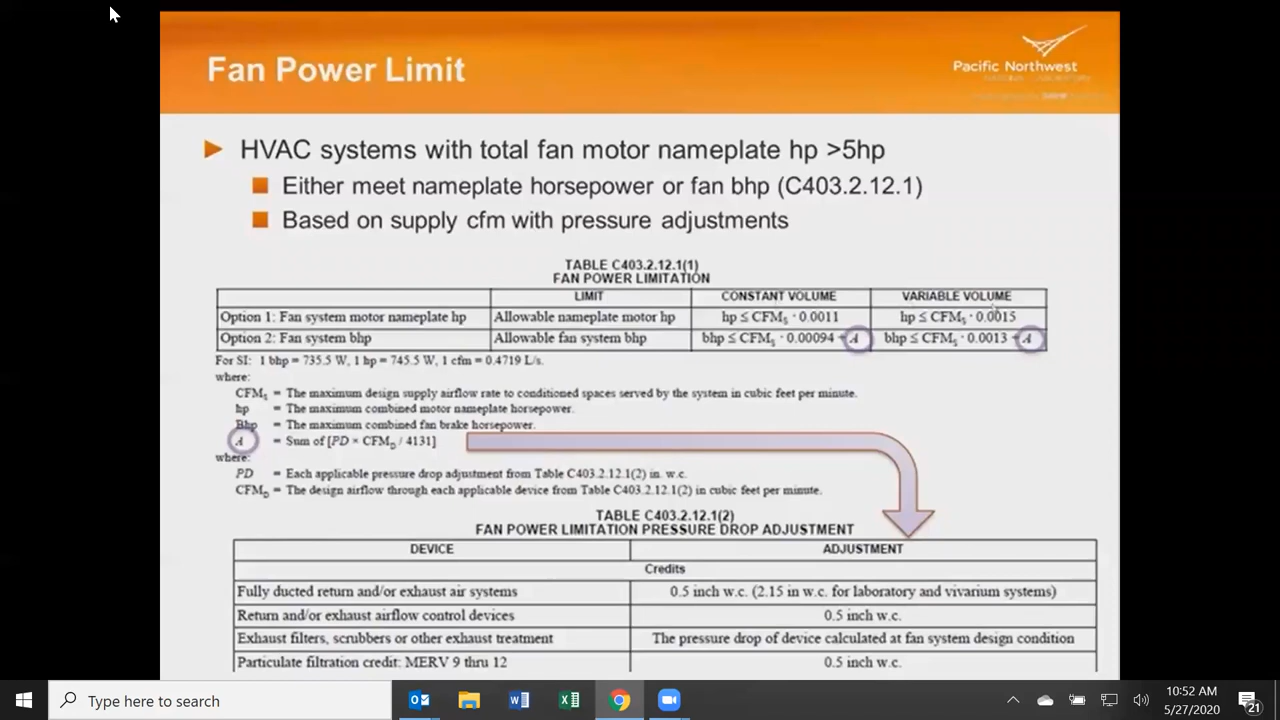 Fan Power Limit
Pacific Northwest
HVAC systems with total fan motor nameplate hp >5hp
Either meet nameplate horsepower or fan bhp (C403.2.12.1)
Based on supply cfm with pressure adjustments
TABLE C403.2.12.1(1)
FAN POWER LIMITATION
LIMIT CONSTANT VOLUME VARIABLE VOLUME
Option 1: Fan system motor nameplate hp Allowable nameplate motor hp hp ≤ CFMs · 0.0011 hp ≤ CFMs · 0.0015
Option 2: Fan system bhp Allowable fan system bhp bhp ≤ CFMs · 0.00094 + A bhp ≤ CFMs · 0.0013 + A
For SI: 1 bhp = 735.5 W, 1 hp = 745.5 W, 1 cfm = 0.4719 L/s.
where:
CFMs = The maximum design supply airflow rate to conditioned spaces served by the system in cubic feet per minute.
hp = The maximum combined motor nameplate horsepower.
Bhp = The maximum combined fan brake horsepower.
A = Sum of [PD × CFMD / 4131]
where:
PD = Each applicable pressure drop adjustment from Table C403.2.12.1(2) in. w.c.
CFMD = The design airflow through each applicable device from Table C403.2.12.1(2) in cubic feet per minute.
TABLE C403.2.12.1(2)
FAN POWER LIMITATION PRESSURE DROP ADJUSTMENT
DEVICE ADJUSTMENT
Credits
Fully ducted return and/or exhaust air systems 0.5 inch w.c. (2.15 in w.c. for laboratory and vivarium systems)
Return and/or exhaust airflow control devices 0.5 inch w.c.
Exhaust filters, scrubbers or other exhaust treatment The pressure drop of device calculated at fan system design condition
Particulate filtration credit: MERV 9 thru 12 0.5 inch w.c.
Type here to search
10:52 AM
5/27/2020
21